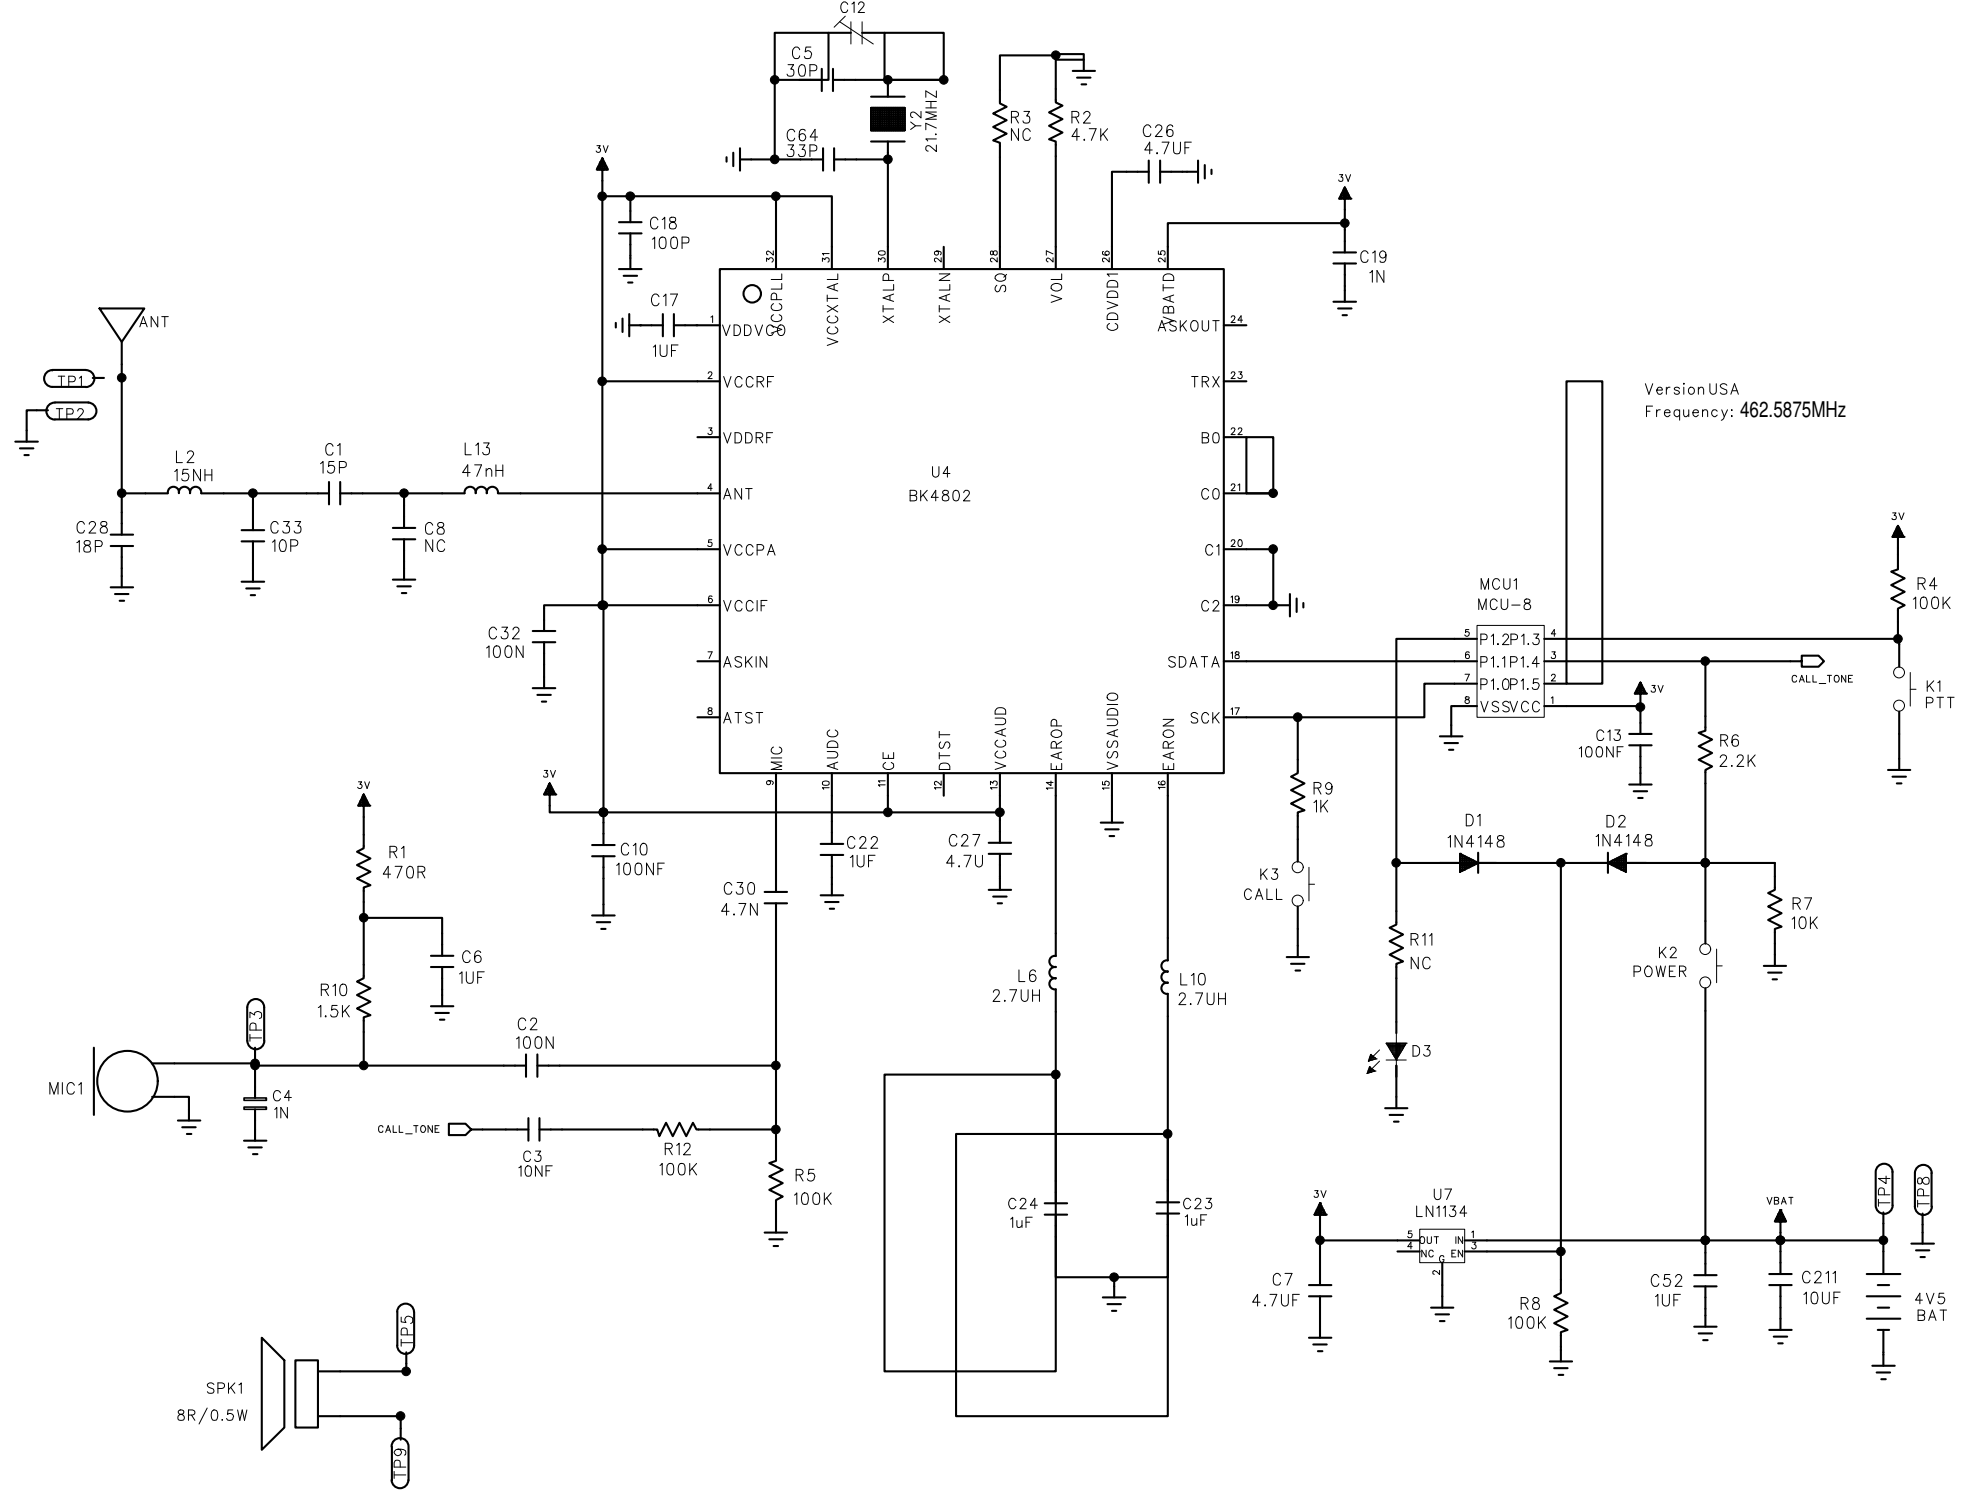 C12
C5
30P
Y2
21.7MHZ
C64
33P
R3
NC
R2
4.7K
C26
4.7UF
3V
3V
C18
100P
C19
1N
32
31
30
29
28
27
26
25
VCCPLL
VCCXTAL
XTALP
XTALN
SQ
VOL
CDVDD1
VBATD
C17
1UF
1
VDDVCO
2
VCCRF
3
VDDRF
4
ANT
5
VCCPA
6
VCCIF
7
ASKIN
8
ATST
ASKOUT
24
TRX
23
B0
22
C0
21
C1
20
C2
19
SDATA
18
SCK
17
U4
BK4802
ANT
TP1
TP2
L2
15NH
C1
15P
L13
47nH
C28
18P
C33
10P
C8
NC
C32
100N
VersionUSA
Frequency: 462.5875MHz
3V
R4
100K
MCU1
MCU-8
5
P1.2P1.3
4
6
P1.1P1.4
3
7
P1.0P1.5
2
8
VSSVCC
1
CALL_TONE
3V
K1
PTT
C13
100NF
R6
2.2K
MIC
AUDC
CE
DTST
VCCAUD
EAROP
VSSAUDIO
EARON
9
10
11
12
13
14
15
16
3V
3V
R1
470R
C10
100NF
C22
1UF
C27
4.7U
C30
4.7N
R9
1K
K3
CALL
D1
1N4148
D2
1N4148
R7
10K
R11
NC
K2
POWER
C6
1UF
R10
1.5K
L6
2.7UH
L10
2.7UH
TP3
C2
100N
D3
MIC1
C4
1N
CALL_TONE
C3
10NF
R12
100K
R5
100K
C24
1uF
C23
1uF
3V
U7
LN1134
5
OUT
IN
1
4
NC
G
EN
3
2
VBAT
TP4
TP8
C7
4.7UF
R8
100K
C52
1UF
C211
10UF
4V5
BAT
TP5
SPK1
8R/0.5W
TP9